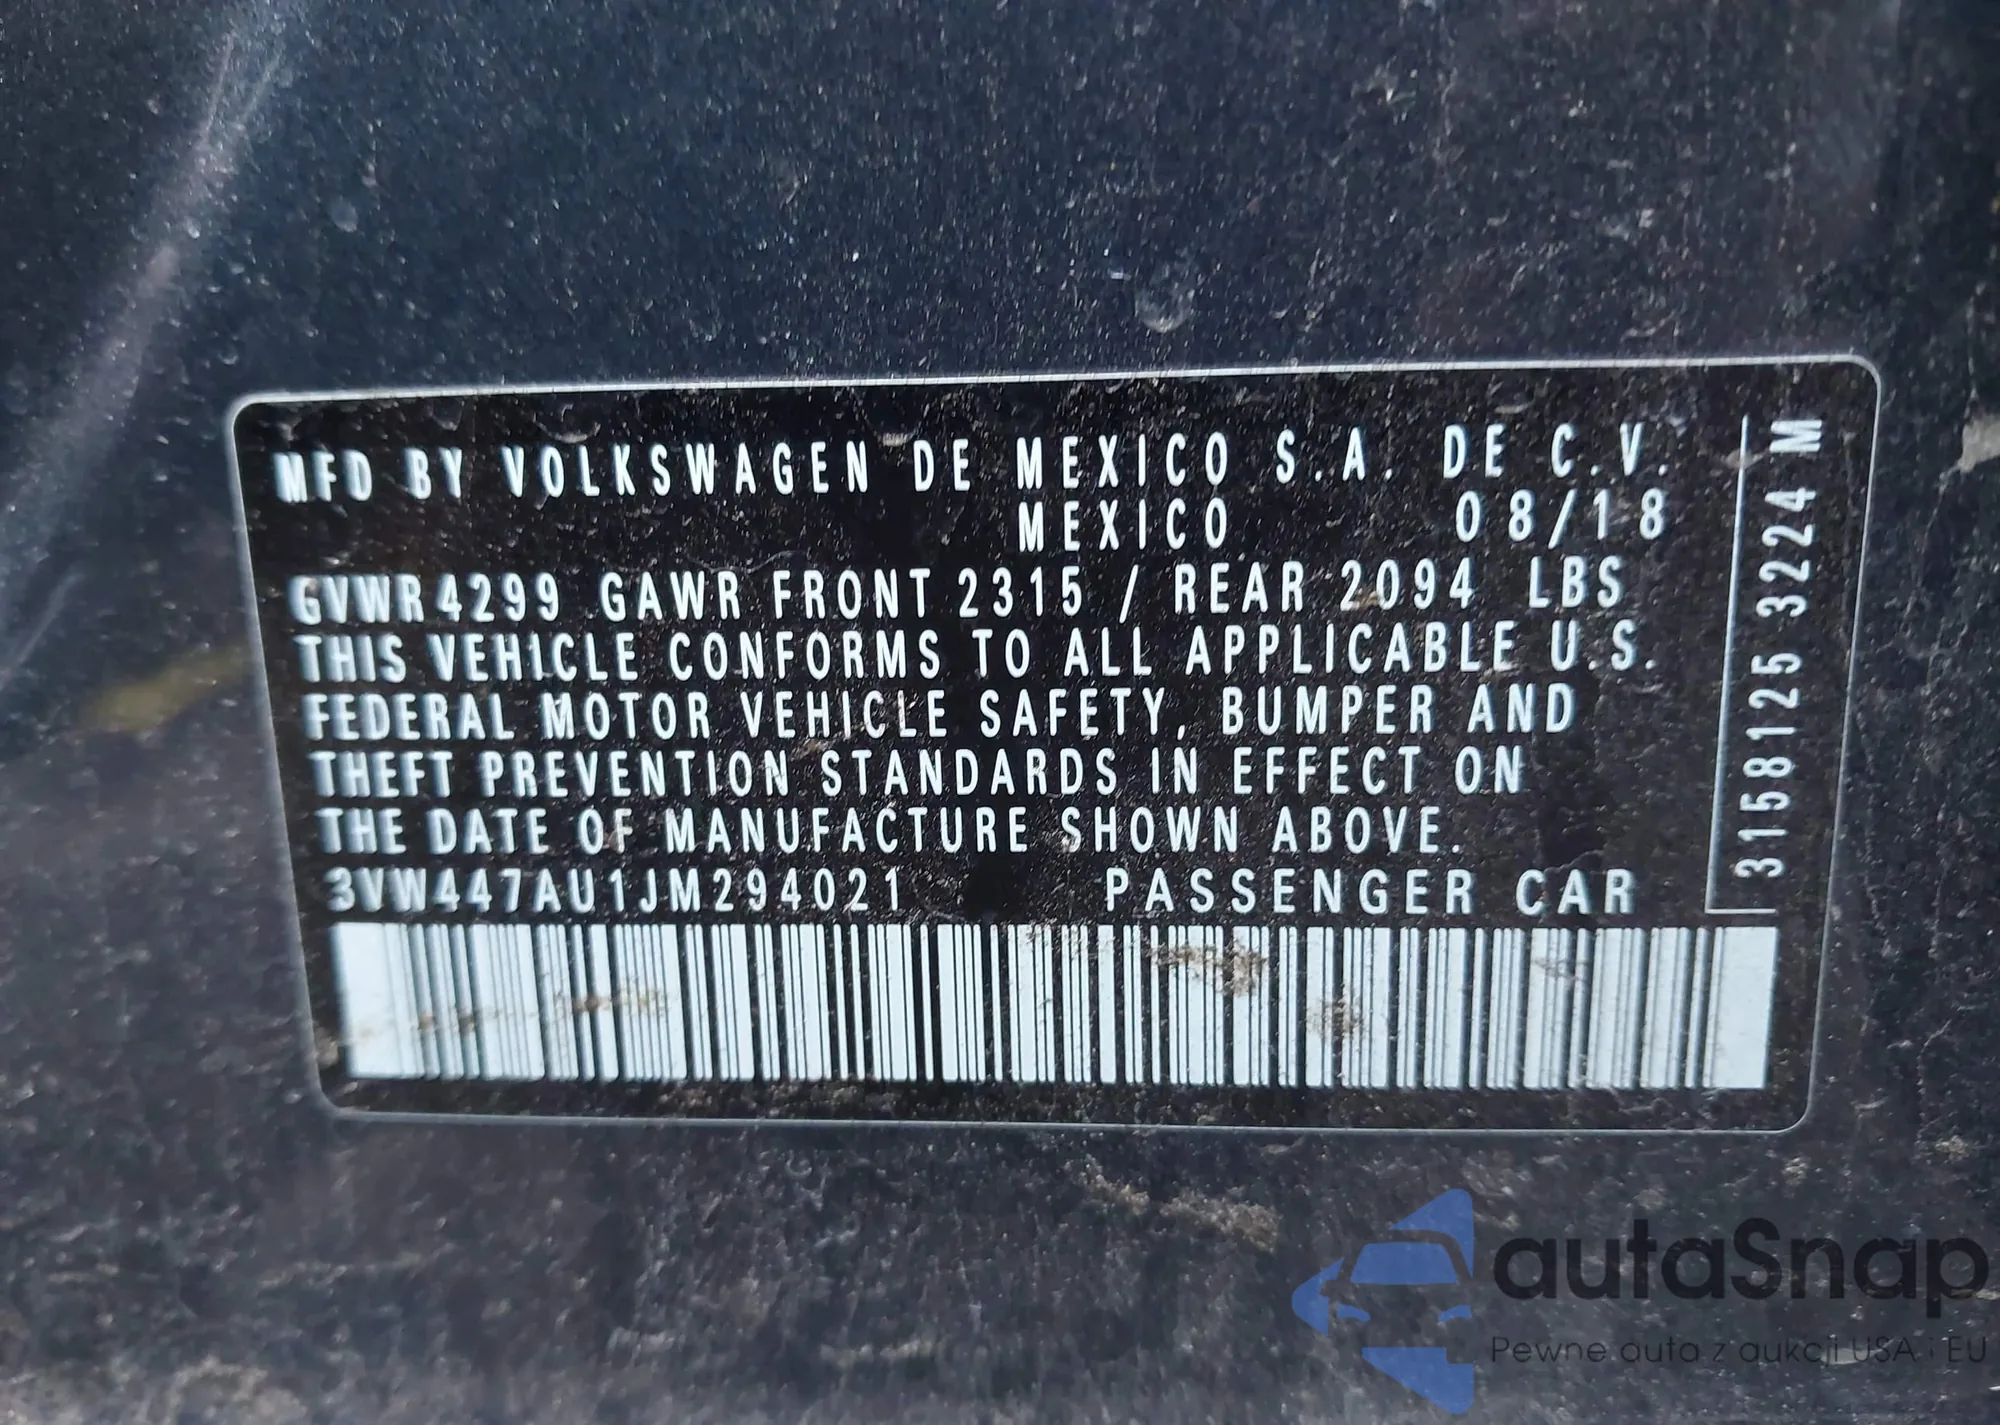 MFD BY VOLKSWAGEN DE MEXICO S.A. DE C.V.
MEXICO 08/18
GVWR 4299 GAWR FRONT 2315 / REAR 2094 LBS
THIS VEHICLE CONFORMS TO ALL APPLICABLE U.S.
FEDERAL MOTOR VEHICLE SAFETY, BUMPER AND
THEFT PREVENTION STANDARDS IN EFFECT ON
THE DATE OF MANUFACTURE SHOWN ABOVE.
3VW447AU1JM294021 PASSENGER CAR
3158125 3224 M
autaSnap
Pewne auta z aukcji USA i EU